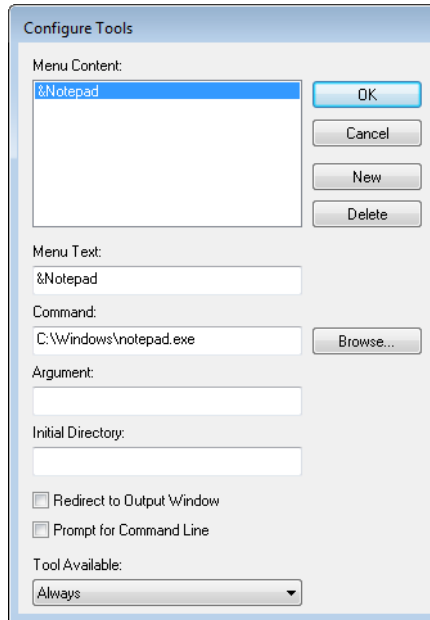 Configure Tools
Menu Content:
&Notepad
OK
Cancel
New
Delete
Menu Text:
&Notepad
Command:
C:\Windows\notepad.exe
Browse...
Argument:
Initial Directory:
Redirect to Output Window
Prompt for Command Line
Tool Available:
Always